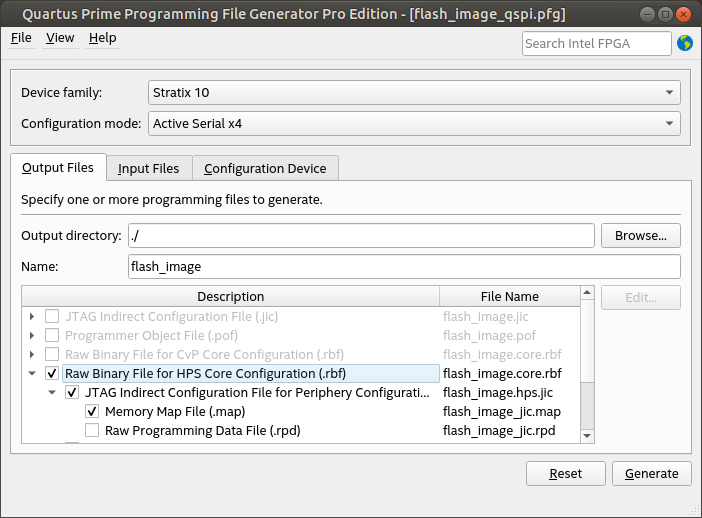 Quartus Prime Programming File Generator Pro Edition - [flash_image_qspi.pfg]
File View Help Search Intel FPGA
Device family: Stratix 10
Configuration mode: Active Serial x4
Output Files Input Files Configuration Device
Specify one or more programming files to generate.
Output directory: ./ Browse...
Name: flash_image
Description File Name Edit...
JTAG Indirect Configuration File (.jic) flash_image.jic
Programmer Object File (.pof) flash_image.pof
Raw Binary File for CvP Core Configuration (.rbf) flash_image.core.rbf
Raw Binary File for HPS Core Configuration (.rbf) flash_image.core.rbf
JTAG Indirect Configuration File for Periphery Configurati... flash_image.hps.jic
Memory Map File (.map) flash_image_jic.map
Raw Programming Data File (.rpd) flash_image_jic.rpd
Reset Generate